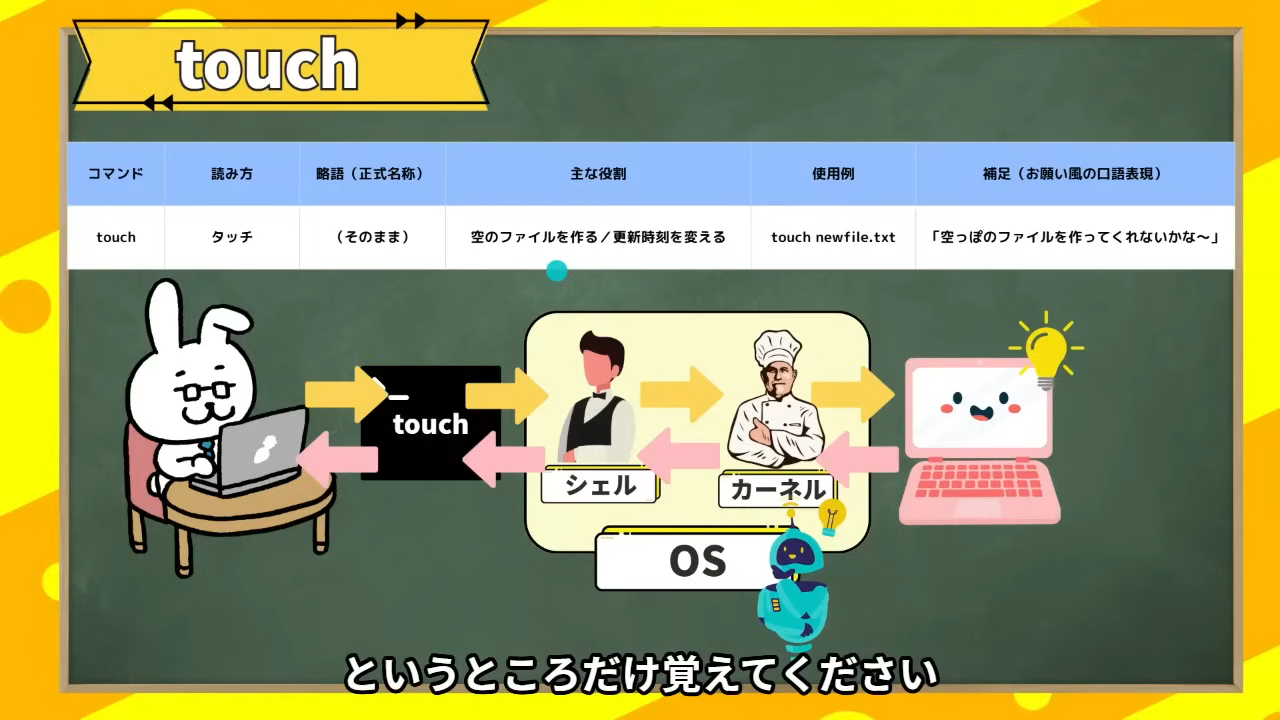 touch
コマンド 読み方 略語（正式名称） 主な役割 使用例 補足（お願い風の口語表現）
touch タッチ （そのまま） 空のファイルを作る／更新時刻を変える touch newfile.txt 「空っぽのファイルを作ってくれないかな～」
touch
シェル
カーネル
OS
というところだけ覚えてください